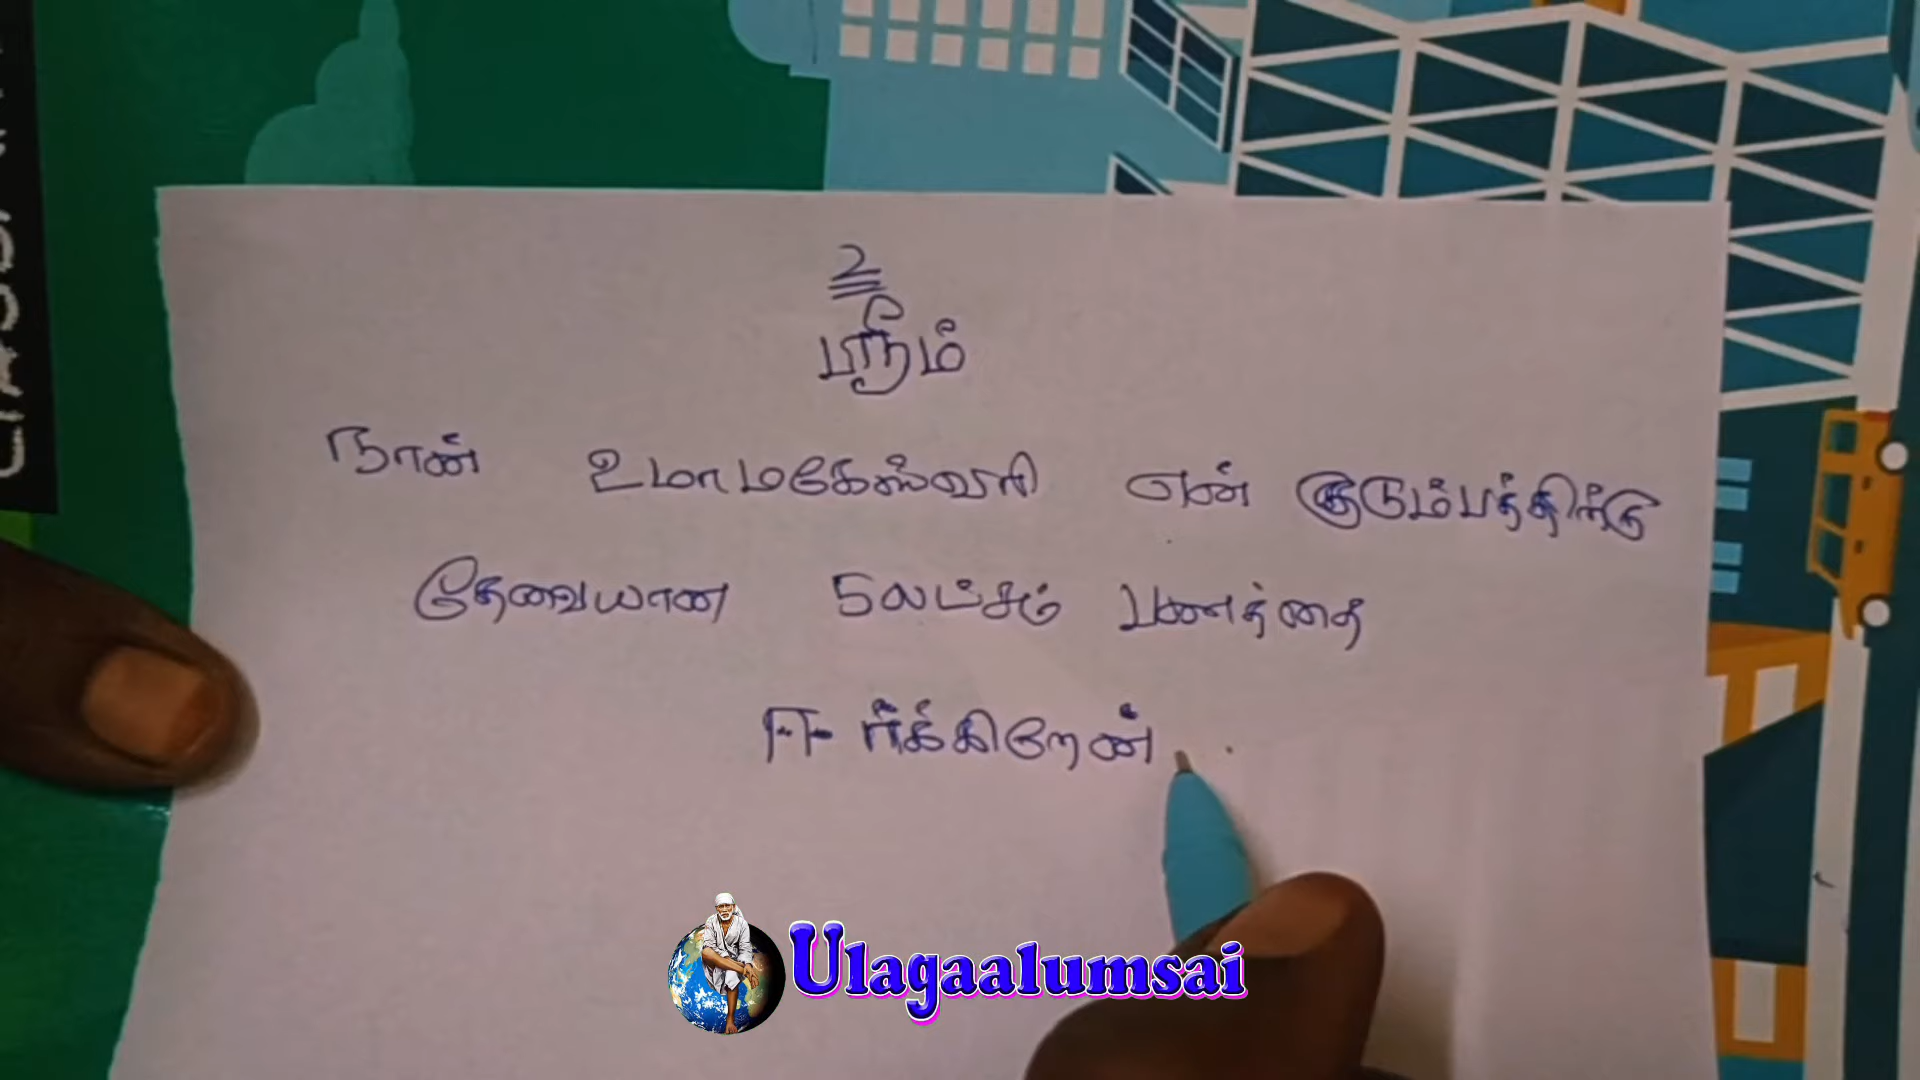 உ
ஸ்ரீம்
நான் உமாமகேஸ்வரி என் குடும்பத்திற்கு
தேவையான 5லட்சம் பணத்தை
ஈர்க்கிறேன்
Ulagaalumsai